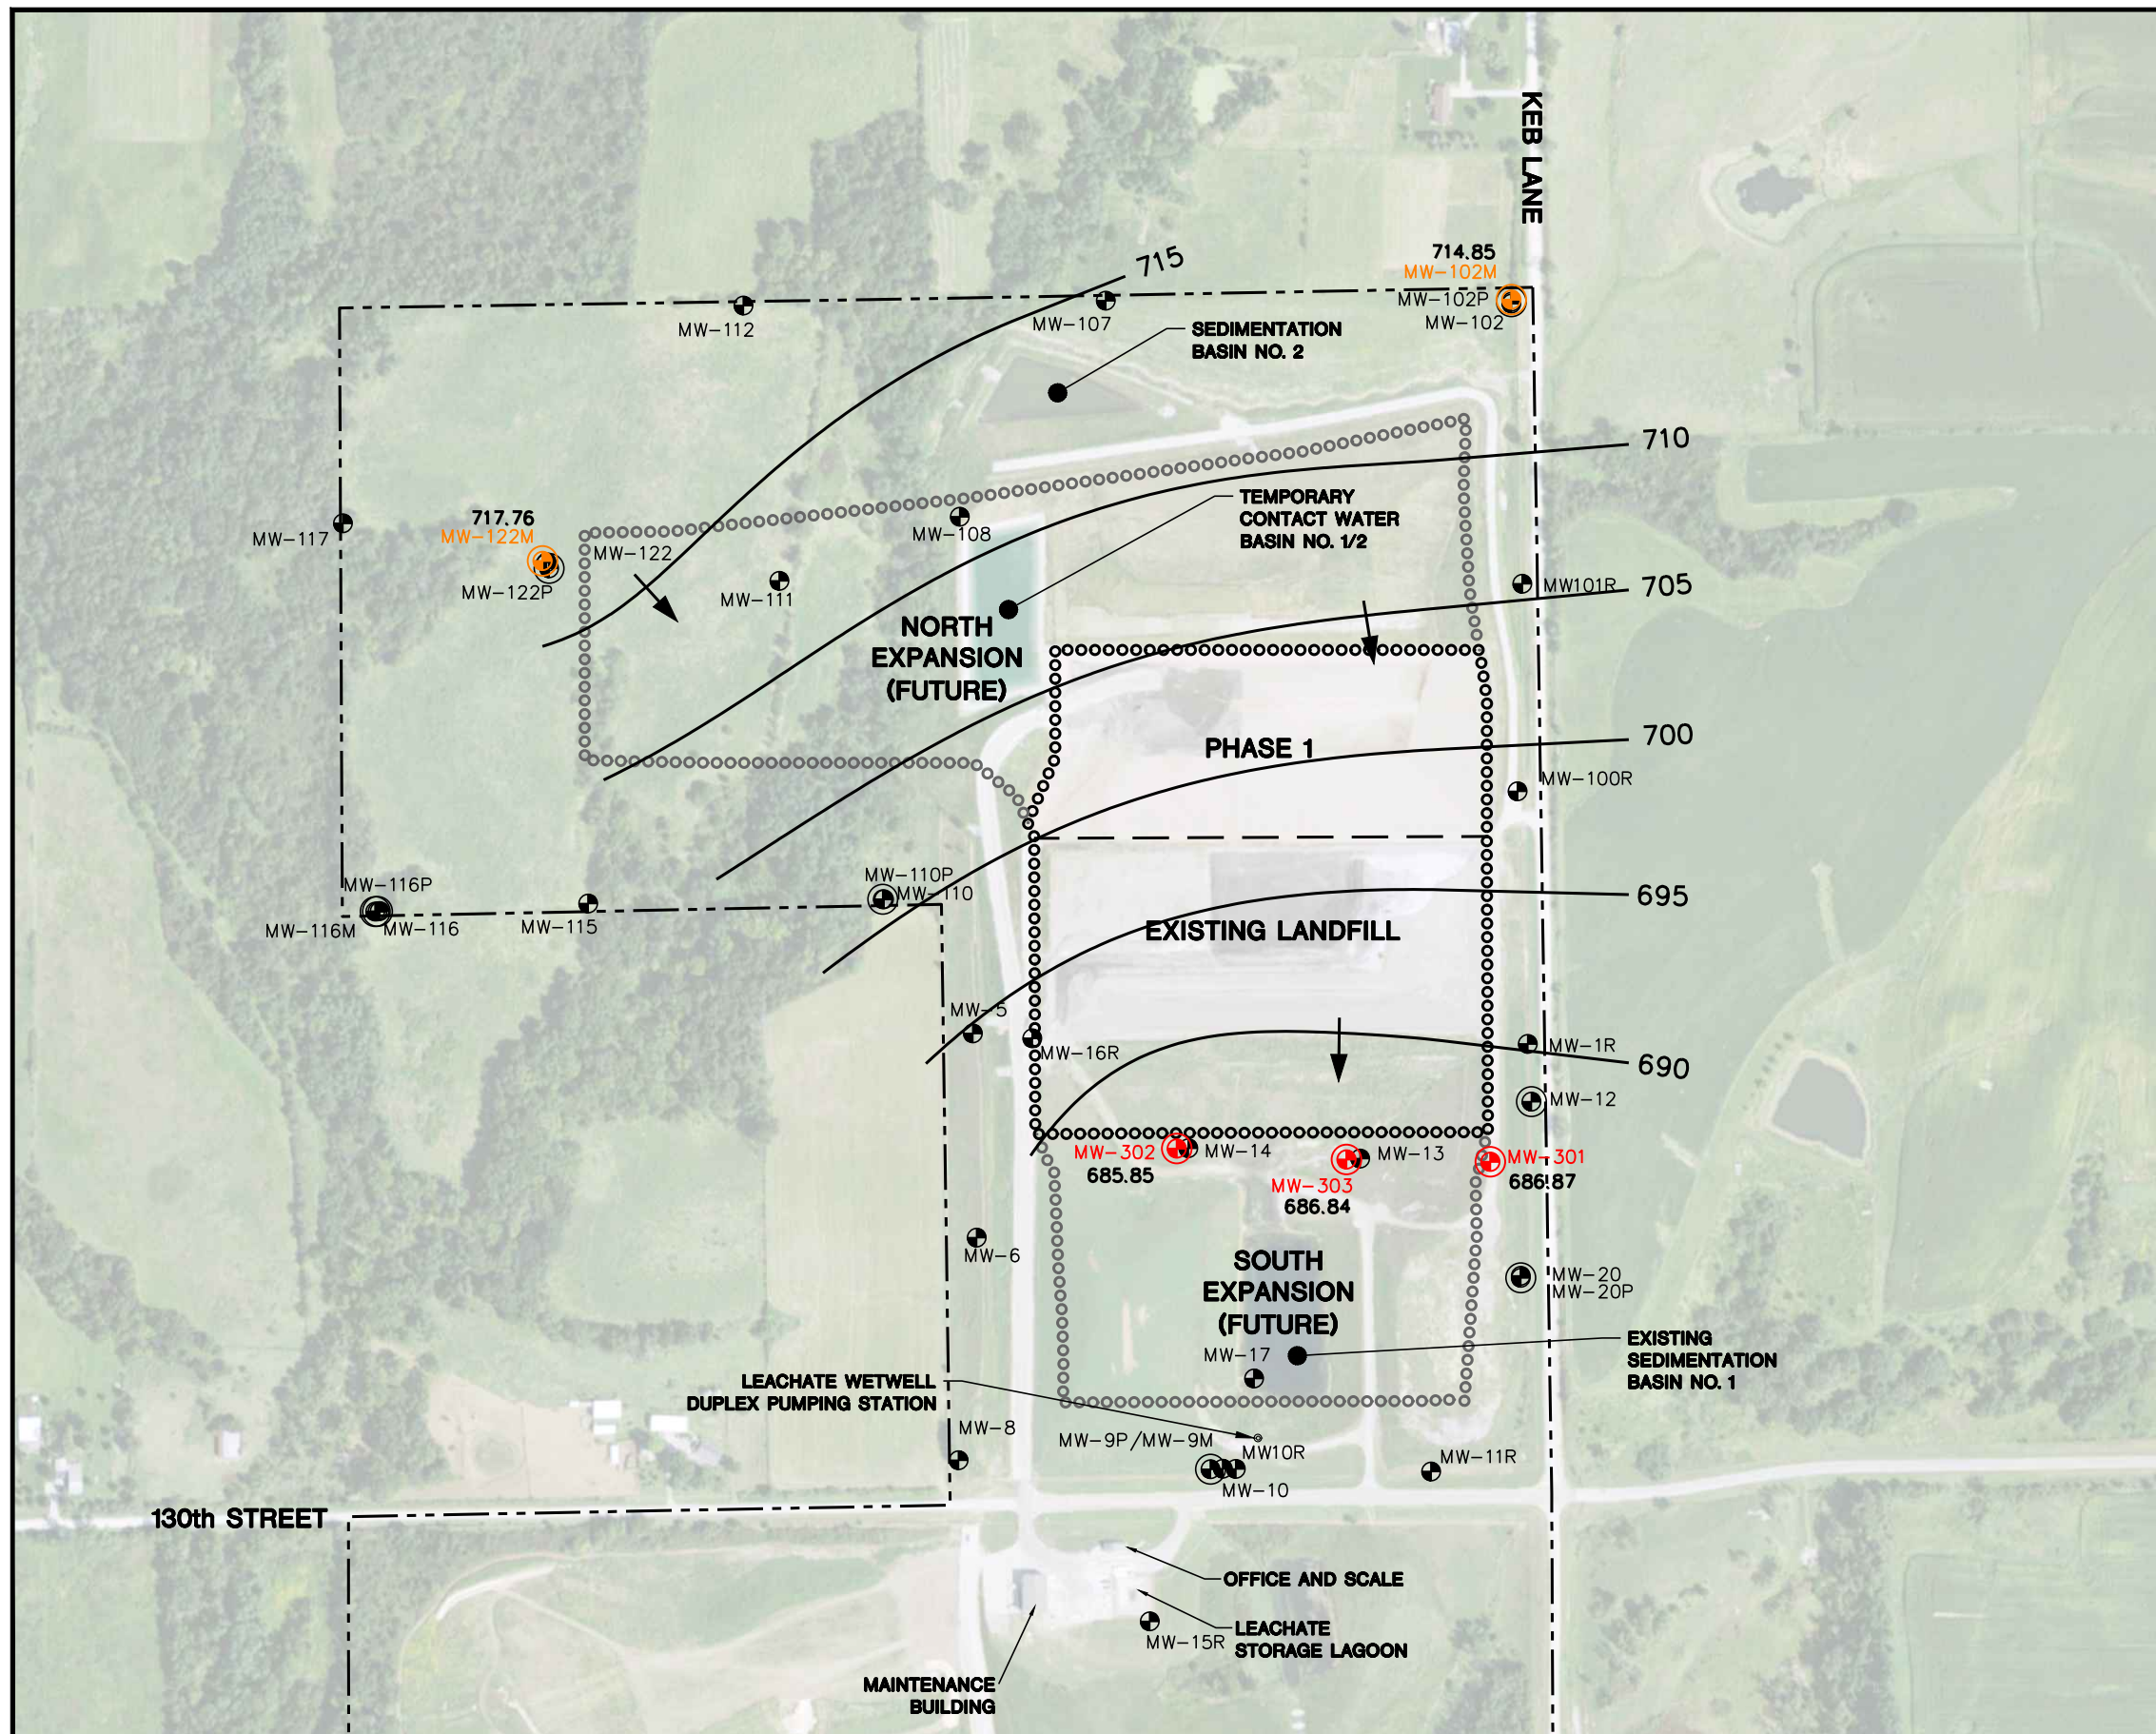 KEB LANE
715
714.85
MW-102M
MW-102P
MW-102
MW-112
MW-107
SEDIMENTATION
BASIN NO. 2
710
717.76
MW-122M
MW-117
MW-122
MW-122P
MW-111
MW-108
TEMPORARY
CONTACT WATER
BASIN NO. 1/2
MW101R
705
NORTH
EXPANSION
(FUTURE)
PHASE 1
700
MW-100R
MW-116P
MW-116M
MW-116
MW-115
MW-110P
MW-110
695
EXISTING LANDFILL
MW-5
MW-16R
MW-1R
690
MW-12
MW-302
685.85
MW-14
MW-303
686.84
MW-13
MW-301
686.87
MW-6
SOUTH
EXPANSION
(FUTURE)
MW-20
MW-20P
MW-17
EXISTING
SEDIMENTATION
BASIN NO. 1
LEACHATE WETWELL
DUPLEX PUMPING STATION
MW-8
MW-9P/MW-9M
MW10R
MW-10
MW-11R
130th STREET
OFFICE AND SCALE
MW-15R
LEACHATE
STORAGE LAGOON
MAINTENANCE
BUILDING